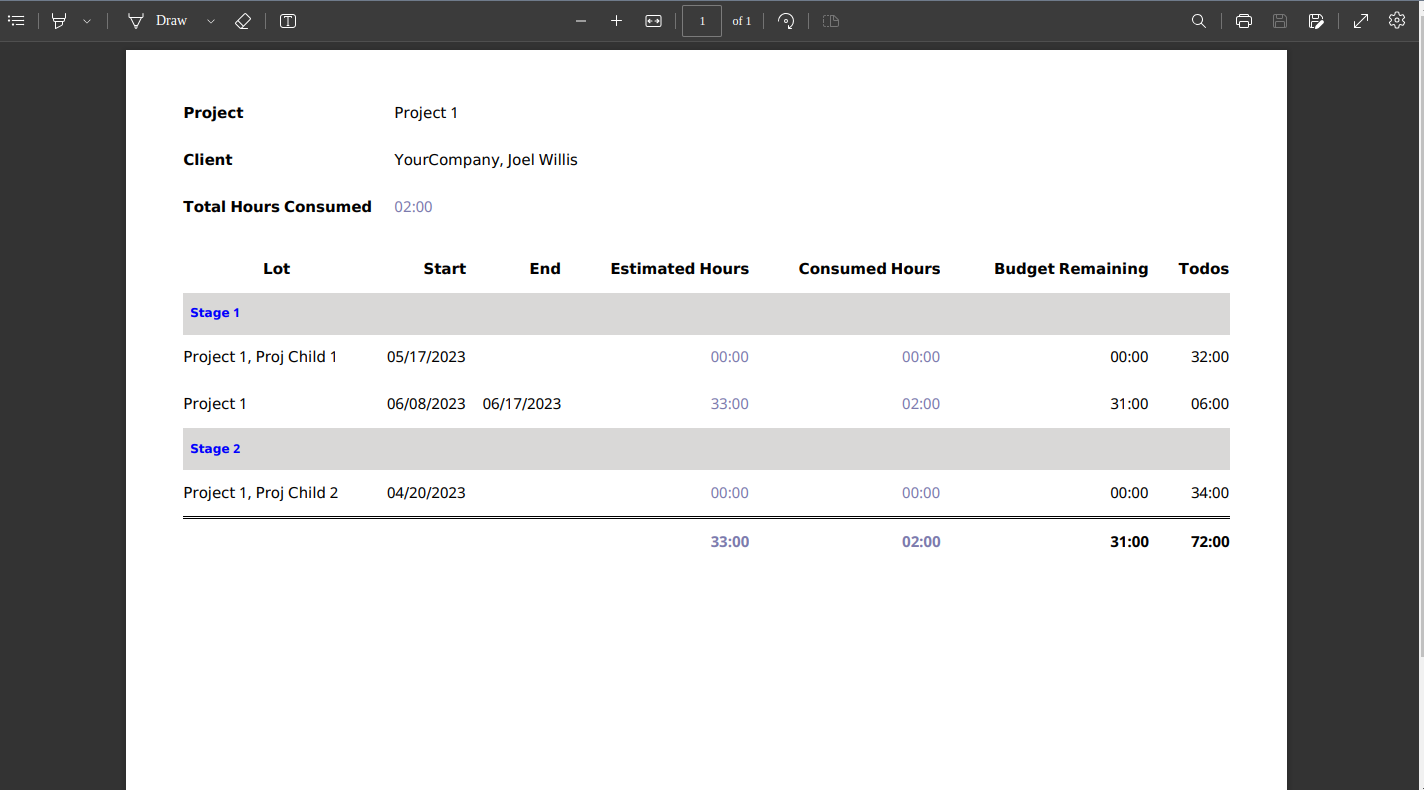 Draw 1 of 1
Project Project 1
Client YourCompany, Joel Willis
Total Hours Consumed 02:00
Lot Start End Estimated Hours Consumed Hours Budget Remaining Todos
Stage 1
Project 1, Proj Child 1 05/17/2023 00:00 00:00 00:00 32:00
Project 1 06/08/2023 06/17/2023 33:00 02:00 31:00 06:00
Stage 2
Project 1, Proj Child 2 04/20/2023 00:00 00:00 00:00 34:00
33:00 02:00 31:00 72:00